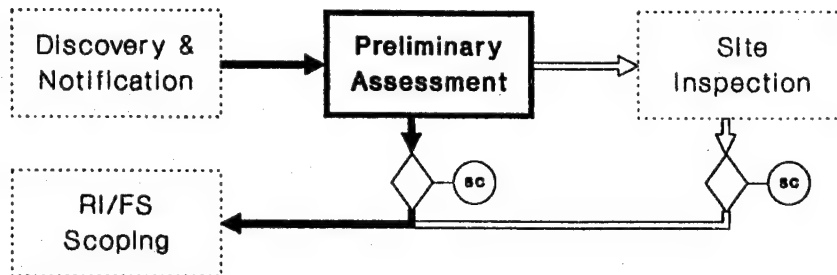 Discovery &
Notification
Preliminary
Assessment
Site
Inspection
sc
sc
RI/FS
Scoping